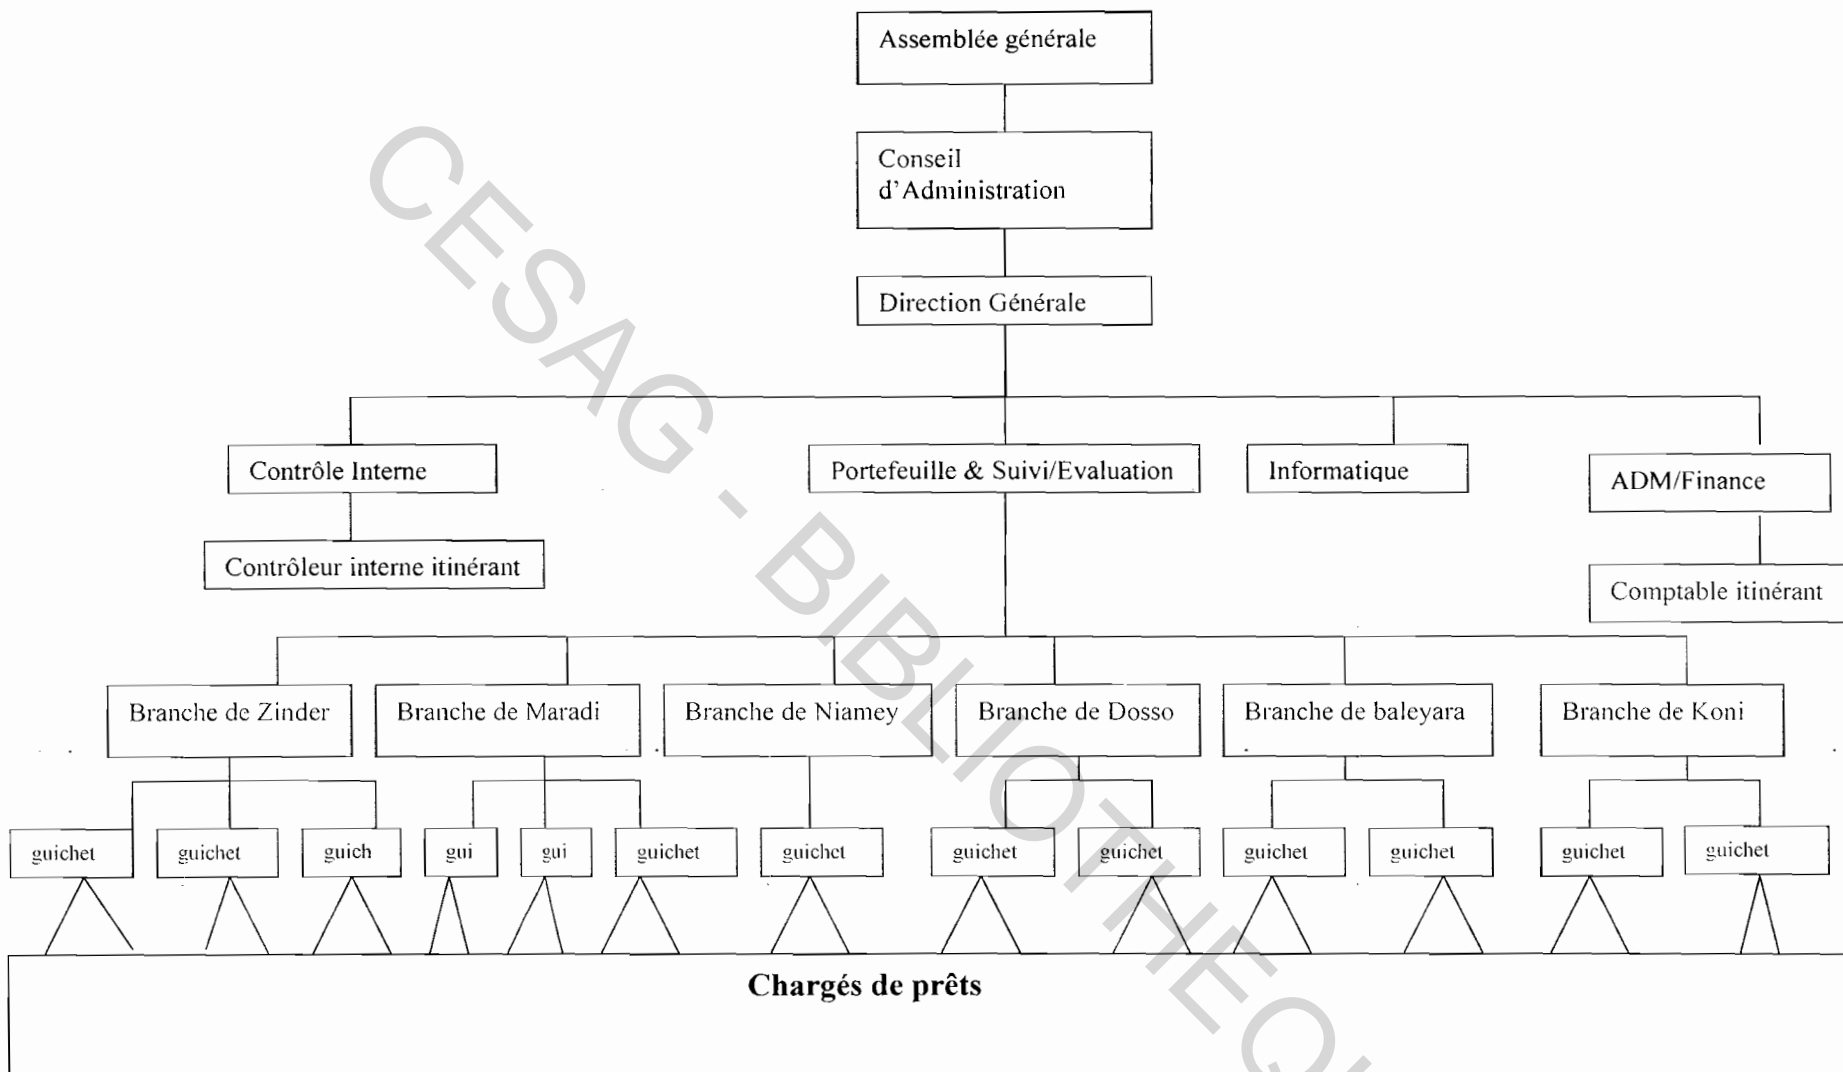 Assemblée générale
Conseil
d'Administration
Direction Générale
Contrôle Interne
Portefeuille & Suivi/Evaluation
Informatique
ADM/Finance
Contrôleur interne itinérant
Comptable itinérant
Branche de Zinder
Branche de Maradi
Branche de Niamey
Branche de Dosso
Branche de baleyara
Branche de Koni
guichet
guichet
guich
gui
gui
guichet
guichet
guichet
guichet
guichet
guichet
guichet
guichet
Chargés de prêts
CESAG - BIBLIOTHEQU